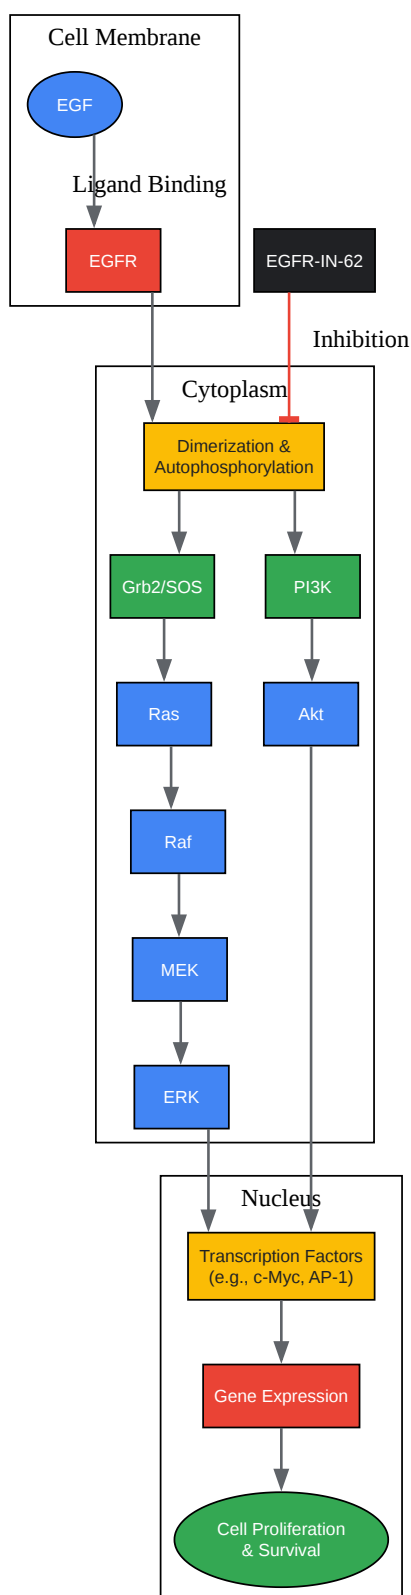 Cell Membrane
EGF
Ligand Binding
EGFR
EGFR-IN-62
Inhibition
Cytoplasm
Dimerization &
Autophosphorylation
Grb2/SOS
PI3K
Ras
Akt
Raf
MEK
ERK
Nucleus
Transcription Factors
(e.g., c-Myc, AP-1)
Gene Expression
Cell Proliferation
& Survival